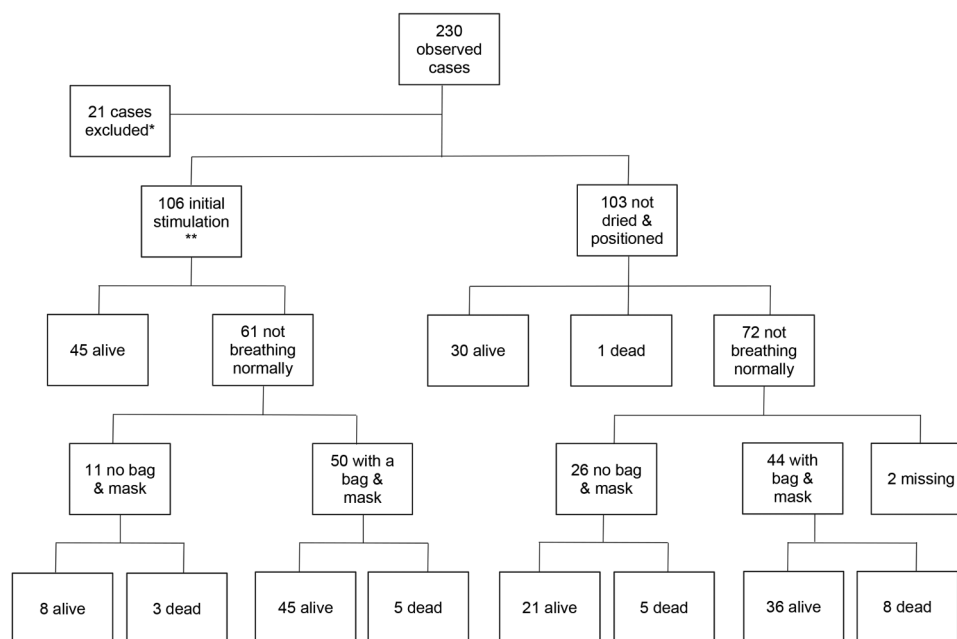 230
observed
cases
21 cases
excluded*
106 initial
stimulation
**
103 not
dried &
positioned
45 alive
61 not
breathing
normally
30 alive
1 dead
72 not
breathing
normally
11 no bag
& mask
50 with a
bag &
mask
26 no bag
& mask
44 with
bag &
mask
2 missing
8 alive
3 dead
45 alive
5 dead
21 alive
5 dead
36 alive
8 dead